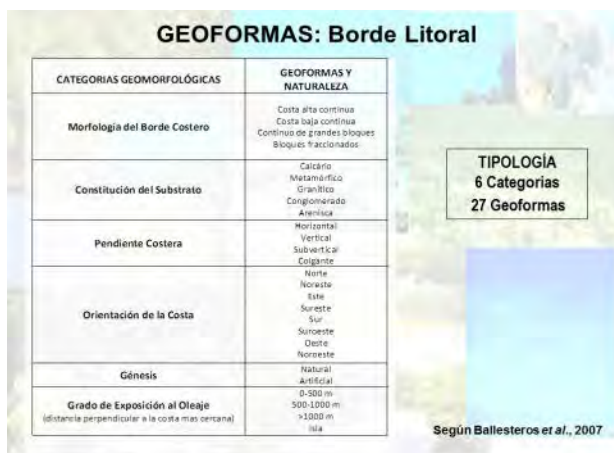 GEOFORMAS: Borde Litoral
CATEGORIAS GEOMORFOLÓGICAS
GEOFORMAS Y
NATURALEZA
Morfología del Borde Costero
Costa alta continua
Costa baja continua
Continuo de grandes bloques
Bloques fraccionados
Constitución del Substrato
Calcário
Metamórfico
Granítico
Conglomerado
Arenisca
Pendiente Costera
Horizontal
Vertical
Subvertical
Colgante
Orientación de la Costa
Norte
Noreste
Este
Sureste
Sur
Suroeste
Oeste
Noroeste
Génesis
Natural
Artificial
Grado de Exposición al Oleaje
(distancia perpendicular a la costa mas cercana)
0-500 m
500-1000 m
>1000 m
Isla
TIPOLOGÍA
6 Categorias
27 Geoformas
Según Ballesteros et al., 2007